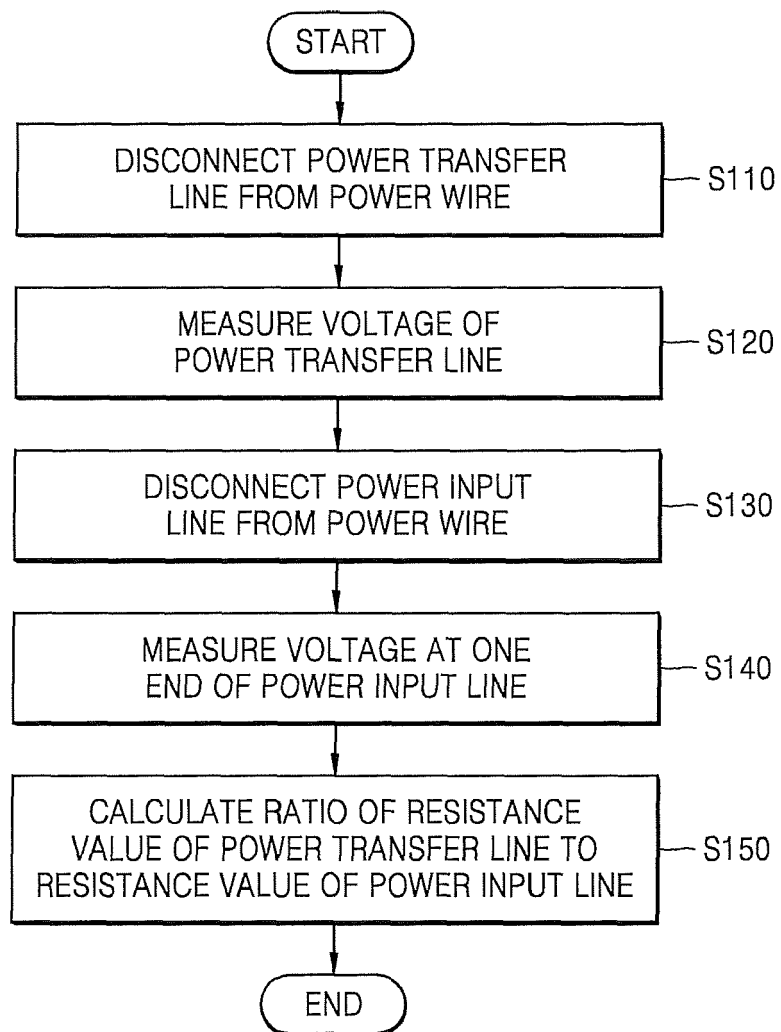 START
DISCONNECT POWER TRANSFER
LINE FROM POWER WIRE
S110
MEASURE VOLTAGE OF
POWER TRANSFER LINE
S120
DISCONNECT POWER INPUT
LINE FROM POWER WIRE
S130
MEASURE VOLTAGE AT ONE
END OF POWER INPUT LINE
S140
CALCULATE RATIO OF RESISTANCE
VALUE OF POWER TRANSFER LINE TO
RESISTANCE VALUE OF POWER INPUT LINE
S150
END